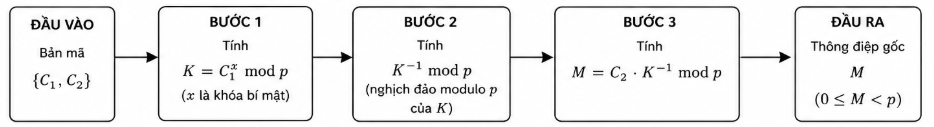 ĐẦU VÀO
Bản mã
{C₁, C₂}
BƯỚC 1
Tính
K = C₁ˣ mod p
(x là khóa bí mật)
BƯỚC 2
Tính
K⁻¹ mod p
(nghịch đảo modulo p
của K)
BƯỚC 3
Tính
M = C₂ · K⁻¹ mod p
ĐẦU RA
Thông điệp gốc
M
(0 ≤ M < p)